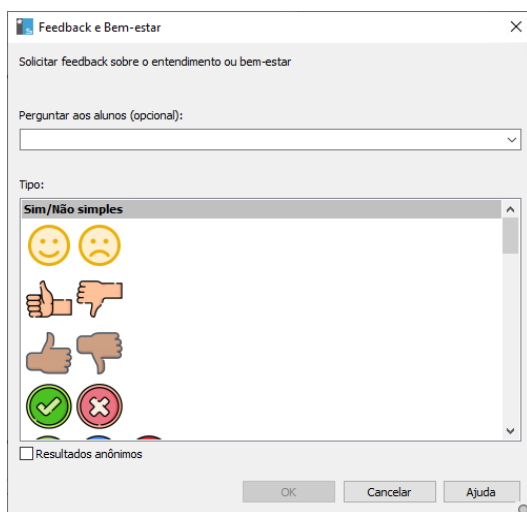 Feedback e Bem-estar
Solicitar feedback sobre o entendimento ou bem-estar
Perguntar aos alunos (opcional):
Tipo:
Sim/Não simples
Resultados anônimos
OK Cancelar Ajuda